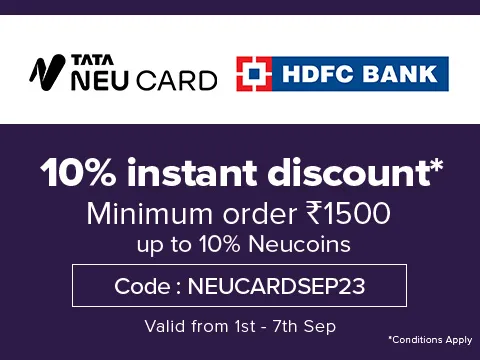 TATA
NEU CARD
HDFC BANK
10% instant discount*
Minimum order ₹1500
up to 10% Neucoins
Code : NEUCARDSEP23
Valid from 1st - 7th Sep
*Conditions Apply